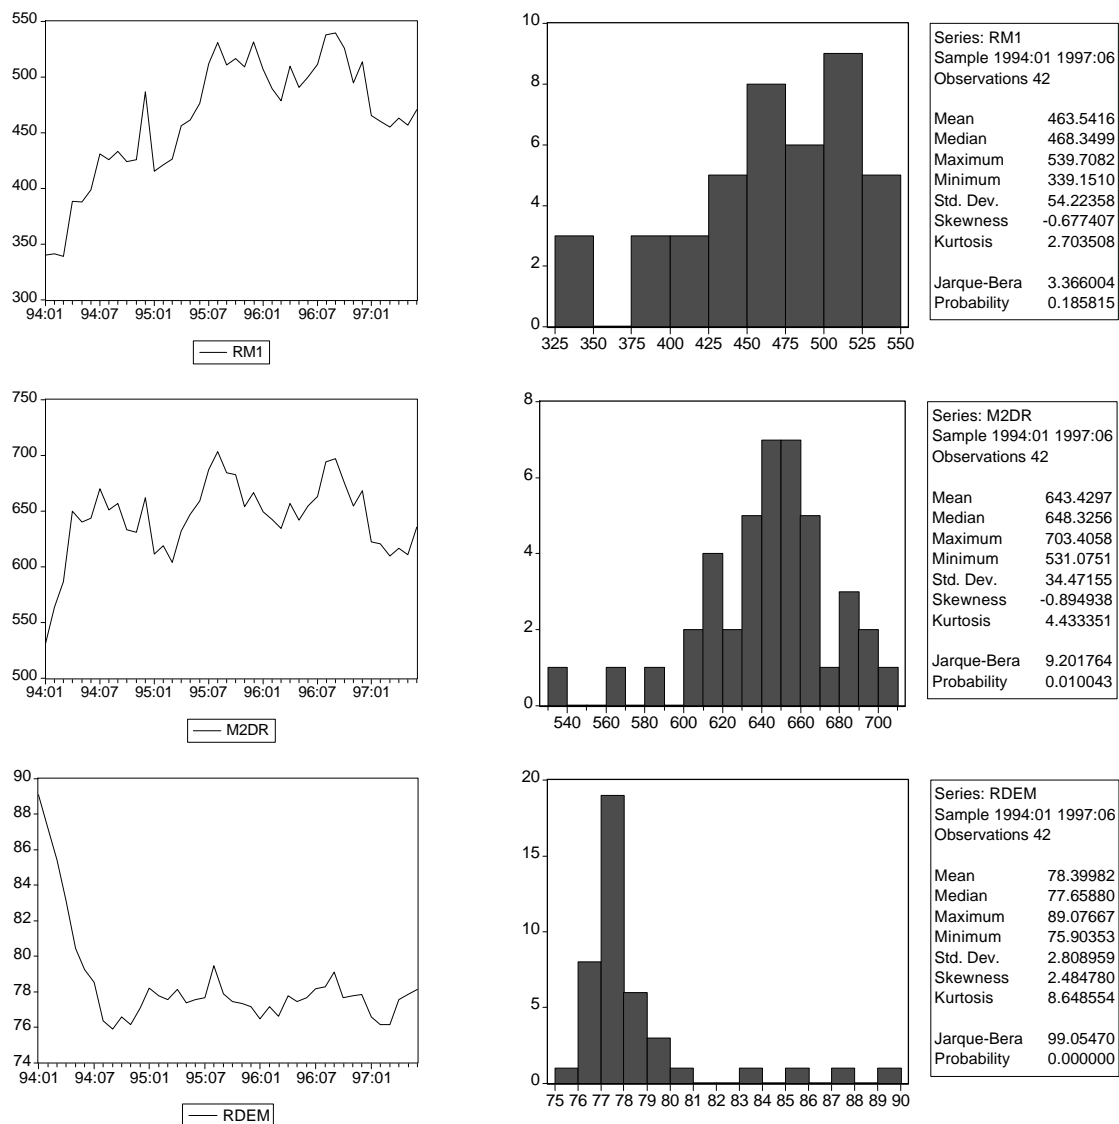 550
500
450
400
350
300
94:01 94:07 95:01 95:07 96:01 96:07 97:01
RM1
10
8
6
4
2
0
325 350 375 400 425 450 475 500 525 550
Series: RM1
Sample 1994:01 1997:06
Observations 42
Mean 463.5416
Median 468.3499
Maximum 539.7082
Minimum 339.1510
Std. Dev. 54.22358
Skewness -0.677407
Kurtosis 2.703508
Jarque-Bera 3.366004
Probability 0.185815
750
700
650
600
550
500
94:01 94:07 95:01 95:07 96:01 96:07 97:01
M2DR
8
6
4
2
0
540 560 580 600 620 640 660 680 700
Series: M2DR
Sample 1994:01 1997:06
Observations 42
Mean 643.4297
Median 648.3256
Maximum 703.4058
Minimum 531.0751
Std. Dev. 34.47155
Skewness -0.894938
Kurtosis 4.433351
Jarque-Bera 9.201764
Probability 0.010043
90
88
86
84
82
80
78
76
74
94:01 94:07 95:01 95:07 96:01 96:07 97:01
RDEM
20
15
10
5
0
75 76 77 78 79 80 81 82 83 84 85 86 87 88 89 90
Series: RDEM
Sample 1994:01 1997:06
Observations 42
Mean 78.39982
Median 77.65880
Maximum 89.07667
Minimum 75.90353
Std. Dev. 2.808959
Skewness 2.484780
Kurtosis 8.648554
Jarque-Bera 99.05470
Probability 0.000000